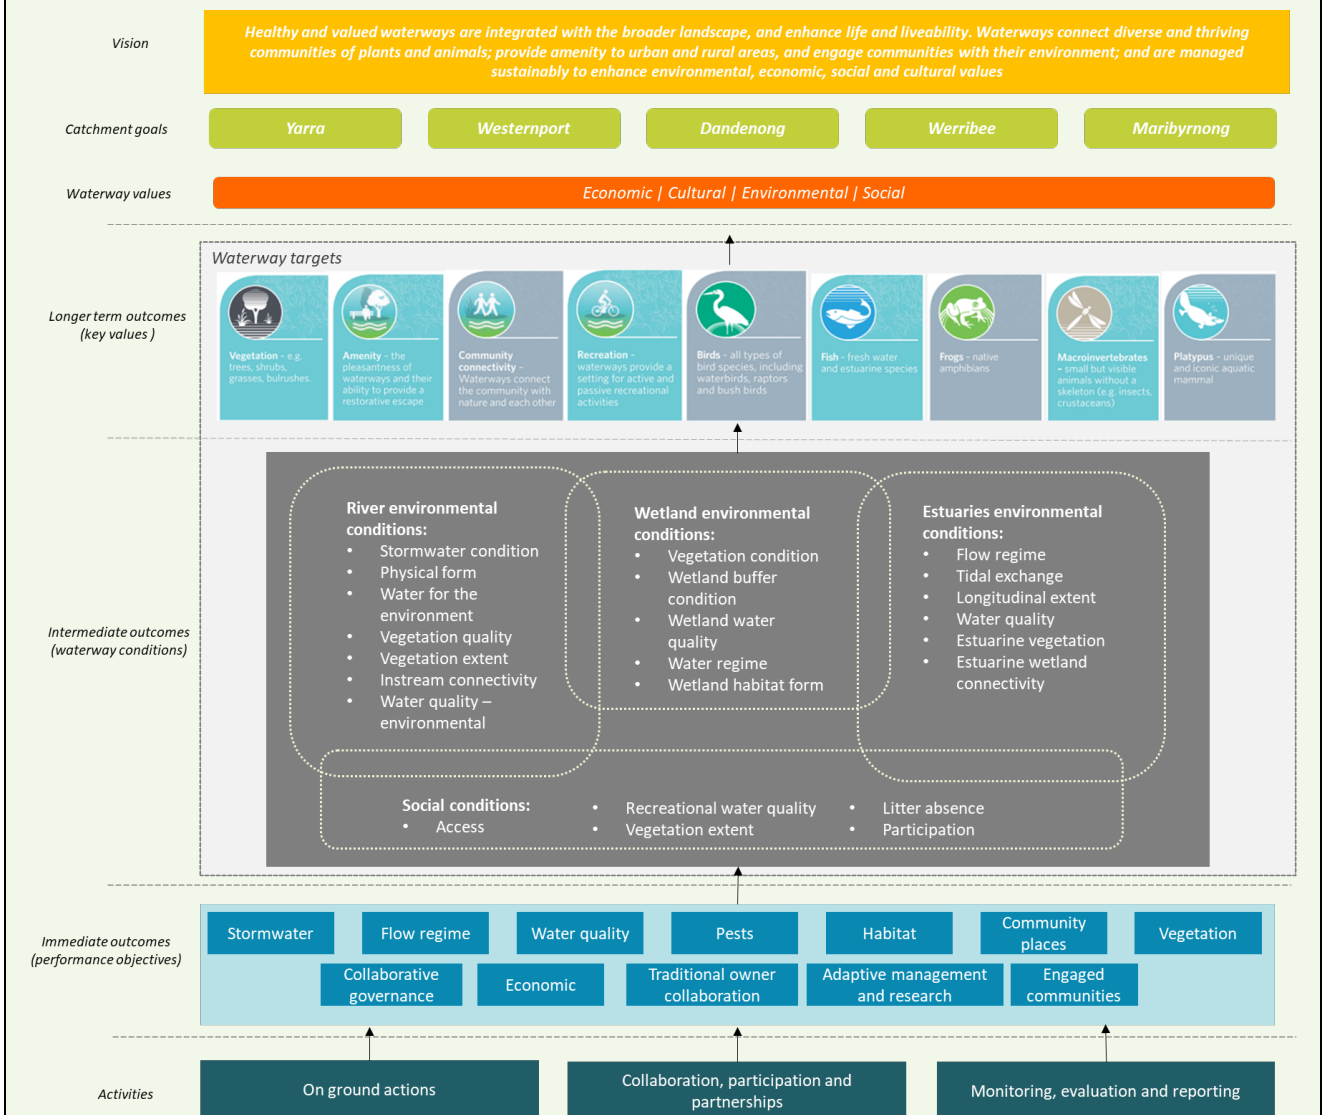 Vision
Healthy and valued waterways are integrated with the broader landscape, and enhance life and liveability. Waterways connect diverse and thriving
communities of plants and animals; provide amenity to urban and rural areas, and engage communities with their environment; and are managed
sustainably to enhance environmental, economic, social and cultural values
Catchment goals
Yarra
Westernport
Dandenong
Werribee
Maribyrnong
Waterway values
Economic | Cultural | Environmental | Social
Waterway targets
Longer term outcomes
(key values )
Vegetation - e.g.
trees, shrubs,
grasses, bulrushes.
Amenity - the
pleasantness of
waterways and their
ability to provide a
restorative escape
Community
connectivity -
Waterways connect
the community with
nature and each other
Recreation -
waterways provide a
setting for active and
passive recreational
activities
Birds - all types of
bird species, including
waterbirds, raptors
and bush birds
Fish - fresh water
and estuarine species
Frogs - native
amphibians
Macroinvertebrates
- small but visible
animals without a
skeleton (e.g. insects,
crustaceans)
Platypus - unique
and iconic aquatic
mammal
Intermediate outcomes
(waterway conditions)
River environmental
conditions:
• Stormwater condition
• Physical form
• Water for the
environment
• Vegetation quality
• Vegetation extent
• Instream connectivity
• Water quality –
environmental
Wetland environmental
conditions:
• Vegetation condition
• Wetland buffer
condition
• Wetland water
quality
• Water regime
• Wetland habitat form
Estuaries environmental
conditions:
• Flow regime
• Tidal exchange
• Longitudinal extent
• Water quality
• Estuarine vegetation
• Estuarine wetland
connectivity
Social conditions:
• Access
• Recreational water quality
• Vegetation extent
• Litter absence
• Participation
Immediate outcomes
(performance objectives)
Stormwater
Flow regime
Water quality
Pests
Habitat
Community
places
Vegetation
Collaborative
governance
Economic
Traditional owner
collaboration
Adaptive management
and research
Engaged
communities
Activities
On ground actions
Collaboration, participation and
partnerships
Monitoring, evaluation and reporting